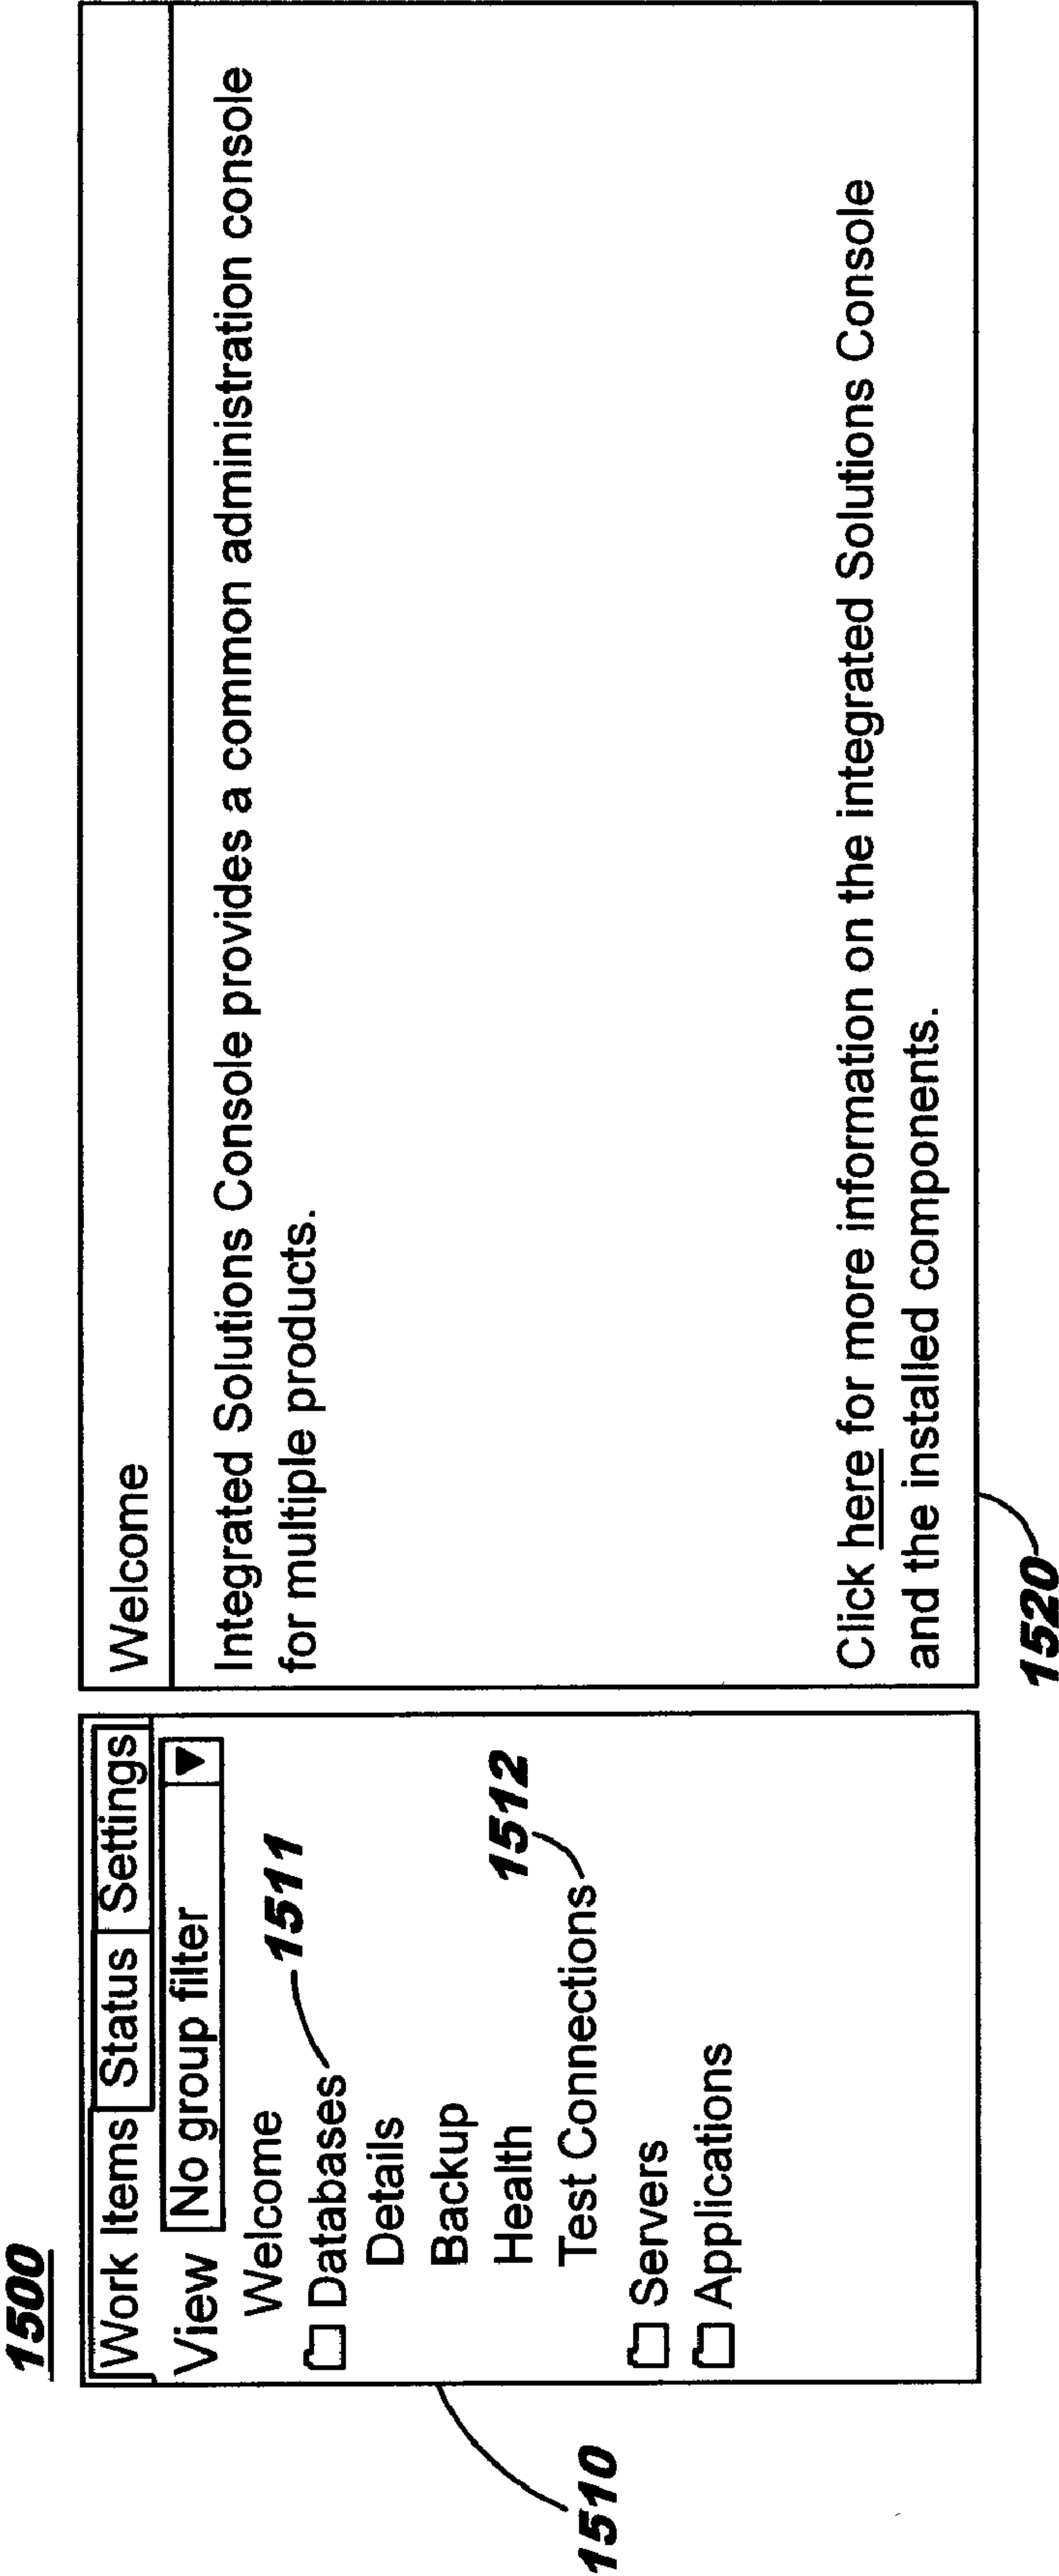 1500
Work Items Status Settings
View No group filter
Welcome
Databases 1511
Details
Backup
Health
1512
Test Connections
Servers
Applications
1510
Welcome
Integrated Solutions Console provides a common administration console
for multiple products.
Click here for more information on the integrated Solutions Console
and the installed components.
1520